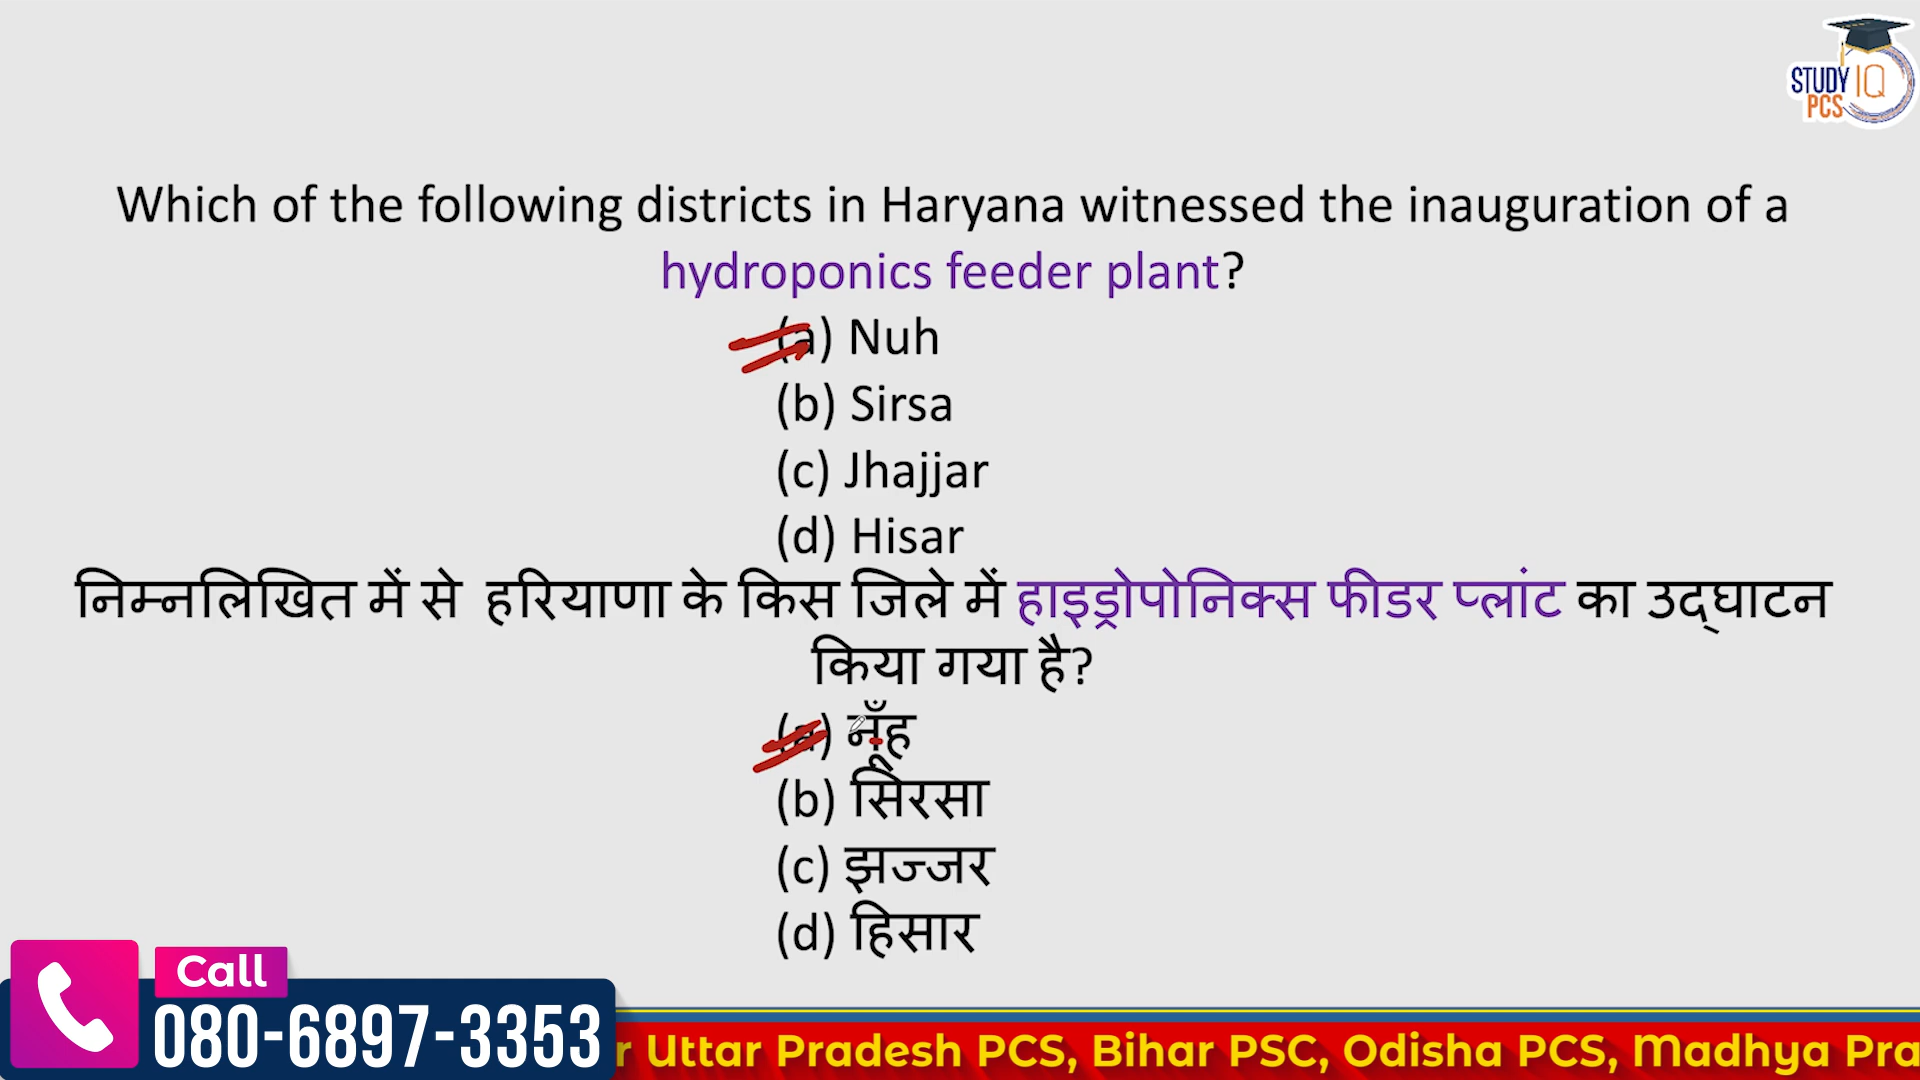 STUDY IQ
PCS
Which of the following districts in Haryana witnessed the inauguration of a
hydroponics feeder plant?
(a) Nuh
(b) Sirsa
(c) Jhajjar
(d) Hisar
निम्नलिखित में से हरियाणा के किस जिले में हाइड्रोपोनिक्स फीडर प्लांट का उद्घाटन
किया गया है?
(a) नूँह
(b) सिरसा
(c) झज्जर
(d) हिसार
Call
080-6897-3353
r Uttar Pradesh PCS, Bihar PSC, Odisha PCS, Madhya Pra